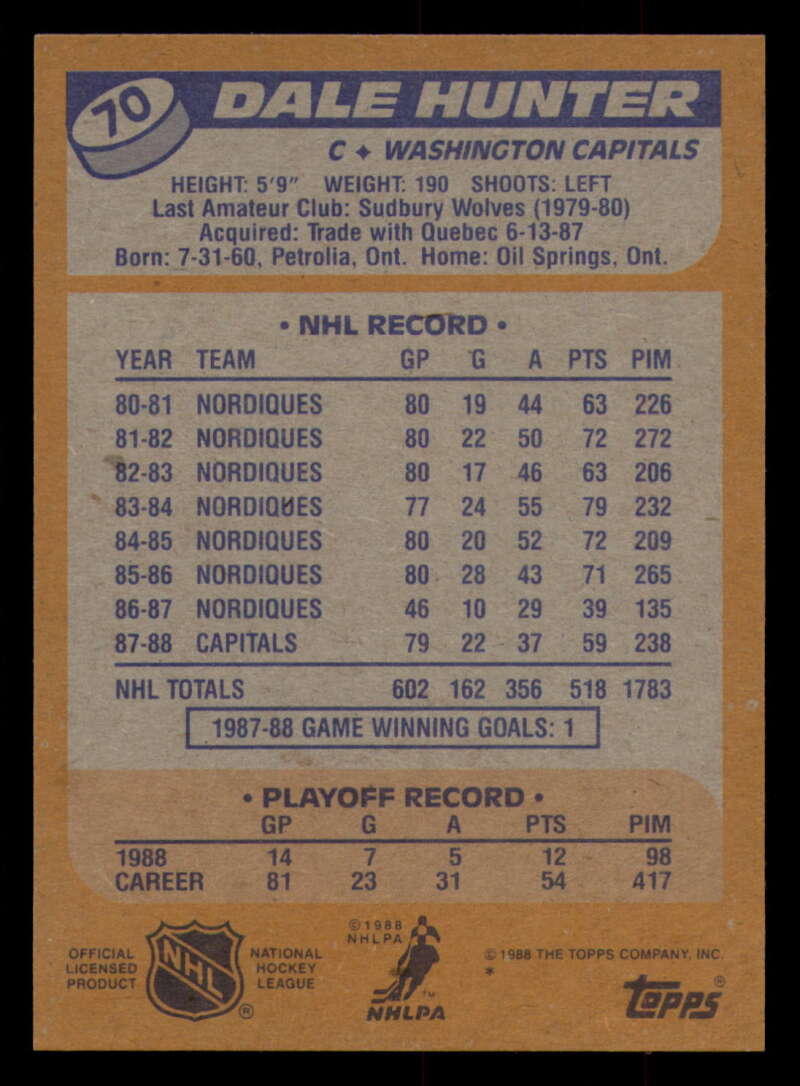 70
DALE HUNTER
C ✦ WASHINGTON CAPITALS
HEIGHT: 5'9" WEIGHT: 190 SHOOTS: LEFT
Last Amateur Club: Sudbury Wolves (1979-80)
Acquired: Trade with Quebec 6-13-87
Born: 7-31-60, Petrolia, Ont. Home: Oil Springs, Ont.
• NHL RECORD •
YEAR TEAM GP G A PTS PIM
80-81 NORDIQUES 80 19 44 63 226
81-82 NORDIQUES 80 22 50 72 272
82-83 NORDIQUES 80 17 46 63 206
83-84 NORDIQUES 77 24 55 79 232
84-85 NORDIQUES 80 20 52 72 209
85-86 NORDIQUES 80 28 43 71 265
86-87 NORDIQUES 46 10 29 39 135
87-88 CAPITALS 79 22 37 59 238
NHL TOTALS 602 162 356 518 1783
1987-88 GAME WINNING GOALS: 1
• PLAYOFF RECORD •
GP G A PTS PIM
1988 14 7 5 12 98
CAREER 81 23 31 54 417
OFFICIAL
LICENSED
PRODUCT
NHL
®
NATIONAL
HOCKEY
LEAGUE
©1988
NHLPA
™
NHLPA
©1988 THE TOPPS COMPANY, INC.
*
topps®